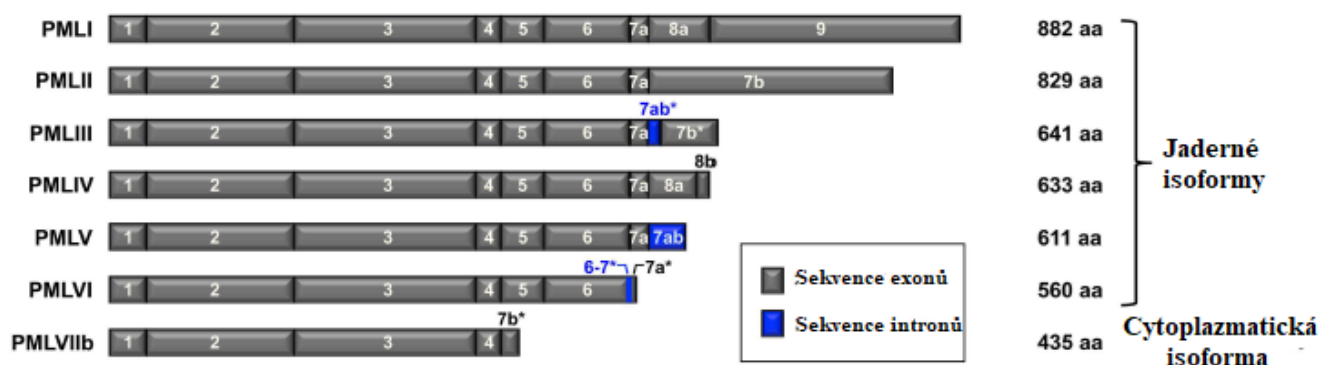 PMLI 1 2 3 4 5 6 7a 8a 9 882 aa
PMLII 1 2 3 4 5 6 7a 7b 829 aa
7ab*
PMLIII 1 2 3 4 5 6 7a 7b* 641 aa
Jaderné
isoformy
8b
PMLIV 1 2 3 4 5 6 7a 8a 633 aa
PMLV 1 2 3 4 5 6 7a 7ab 611 aa
6-7* 7a*
PMLVI 1 2 3 4 5 6 560 aa
Sekvence exonů
Sekvence intronů
7b*
PMLVIIb 1 2 3 4 435 aa
Cytoplazmatická
isoforma